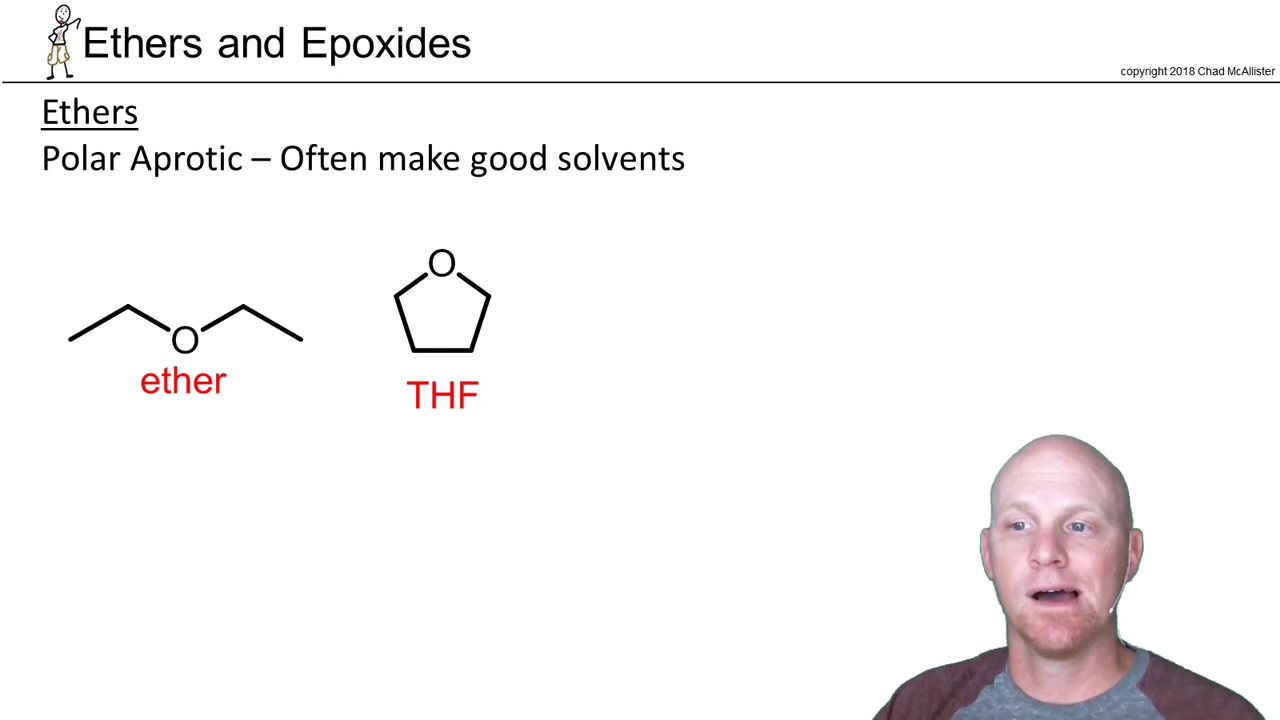 Ethers and Epoxides
copyright 2018 Chad McAllister
Ethers
Polar Aprotic – Often make good solvents
O
O
ether
THF